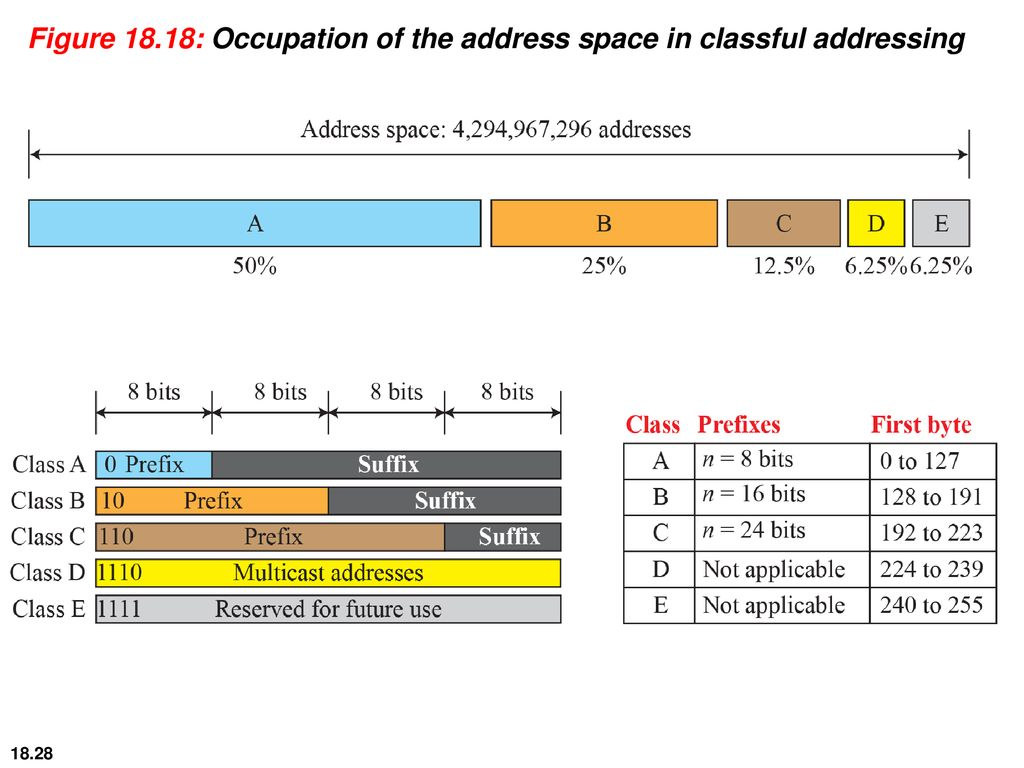 Figure 18.18: Occupation of the address space in classful addressing
Address space: 4,294,967,296 addresses
A B C D E
50% 25% 12.5% 6.25% 6.25%
8 bits 8 bits 8 bits 8 bits
Class A 0 Prefix Suffix
Class B 10 Prefix Suffix
Class C 110 Prefix Suffix
Class D 1110 Multicast addresses
Class E 1111 Reserved for future use
Class Prefixes First byte
A n = 8 bits 0 to 127
B n = 16 bits 128 to 191
C n = 24 bits 192 to 223
D Not applicable 224 to 239
E Not applicable 240 to 255
18.28